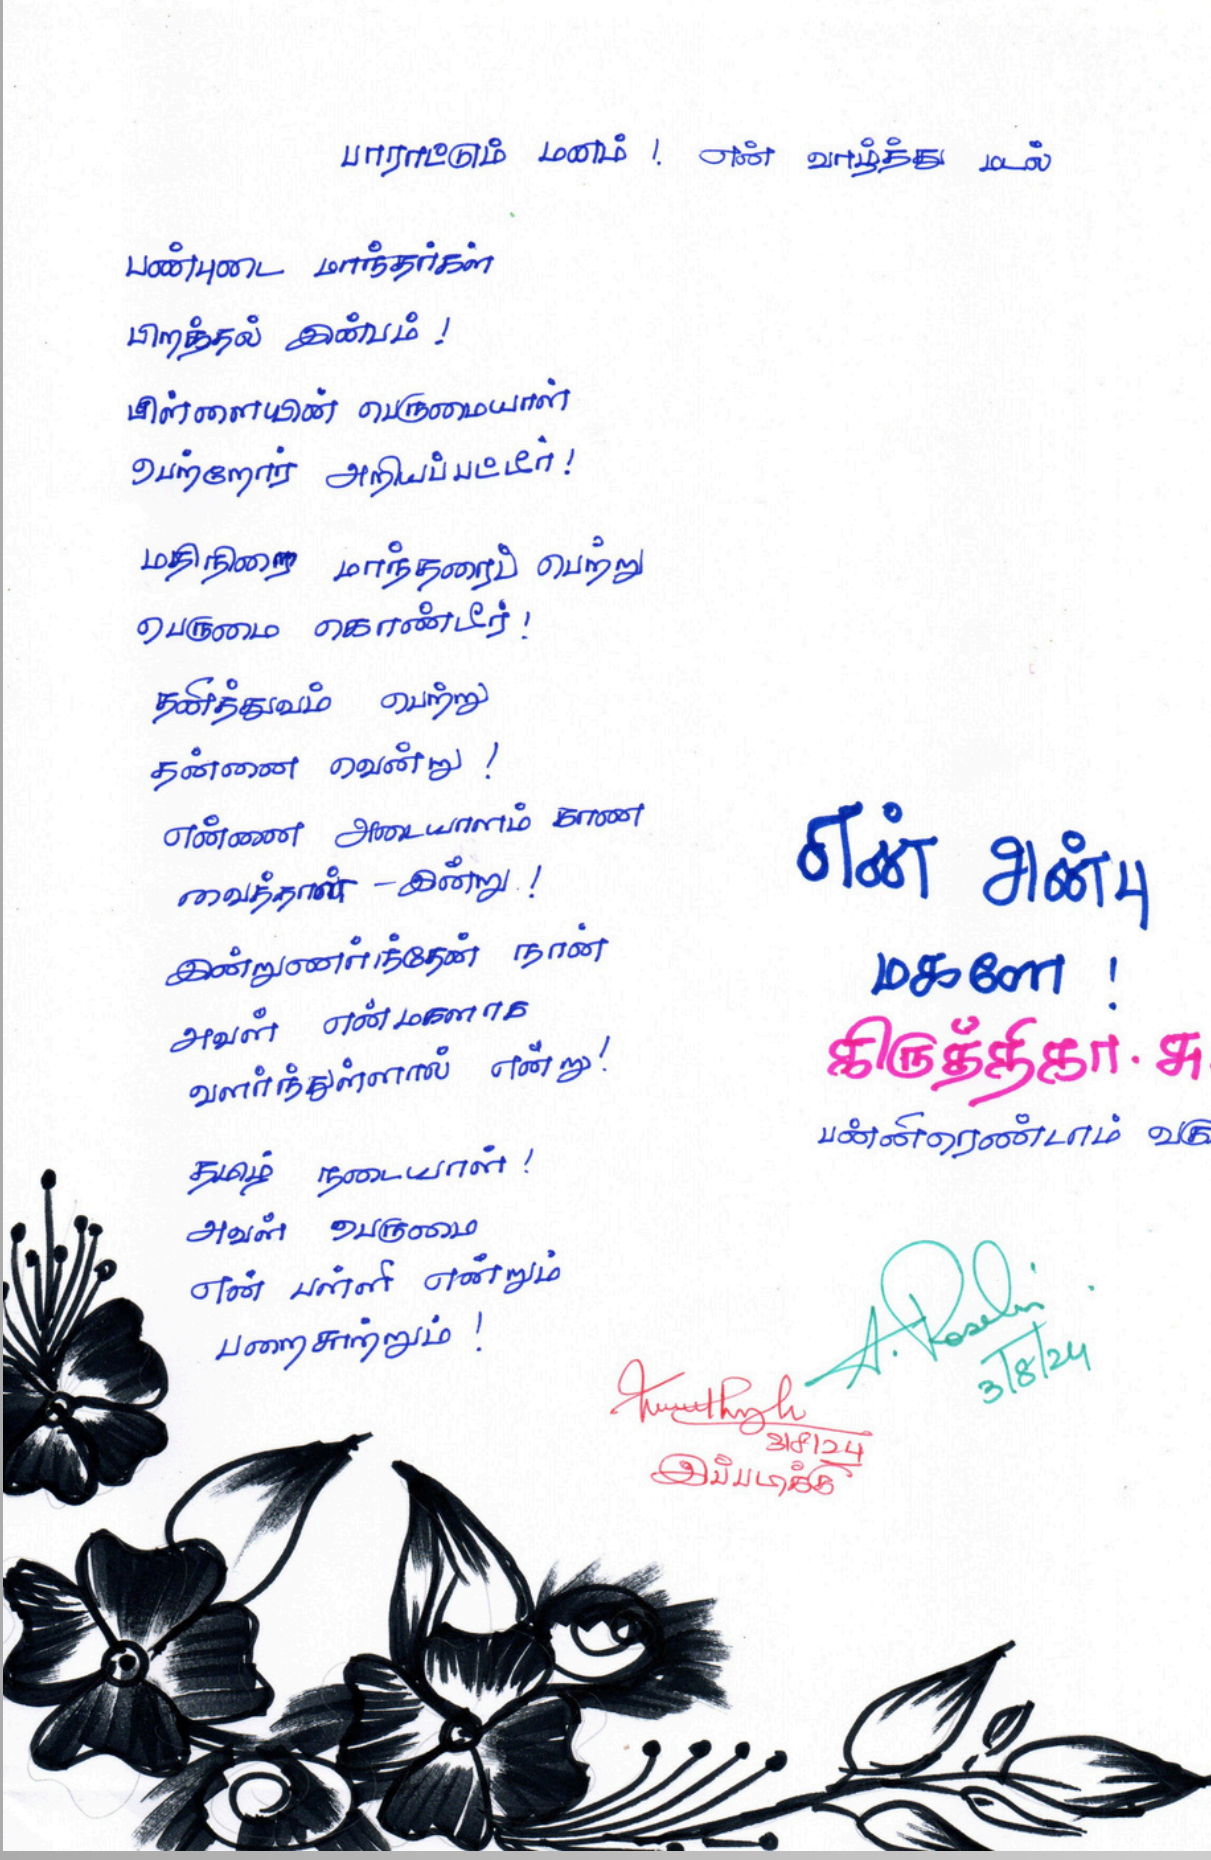 பாராட்டும் மனம் ! என் வாழ்த்து மடல்
பண்புடை மாந்தர்கள்
பிறத்தல் இன்பம் !
பிள்ளையின் பெருமையாள்
பெற்றோர் அறியப்பட்டீர் !
மதிநிறை மாந்தரைப் பெற்று
பெருமை கொண்டீர் !
தனித்துவம் பெற்று
தன்னை வென்று !
என்னை அடையாளம் காண
வைத்தாள் - இன்று !
இன்றுணர்ந்தேன் நான்
அவள் என்மகளாக
வளர்ந்துள்ளால் என்று !
தமிழ் நடையாள் !
அவள் பெருமை
என் பள்ளி என்றும்
பறைசாற்றும் !
என் அன்பு
மகளே !
கிருத்திகா. சு.
பன்னிரெண்டாம் வகு
A. Roselin
3/8/24
3/8/24
இப்படிக்கு